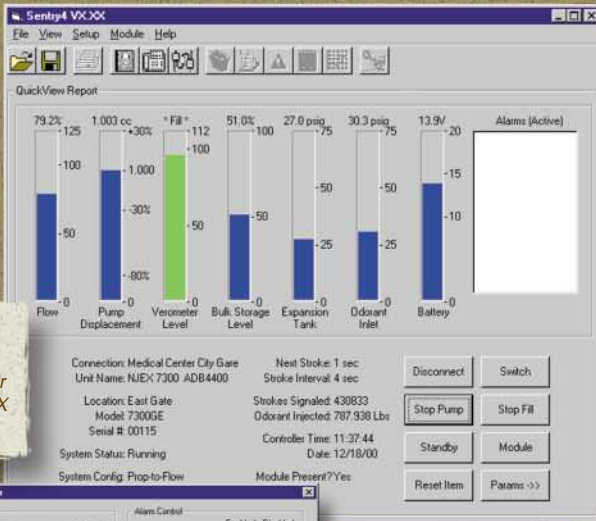 Sentry4 VX.XX
File View Setup Module Help
QuickView Report
79.2% 1.003 cc * Fill * 51.0% 27.0 psig 30.3 psig 13.9V Alarms (Active)
125 +30% 112 100 75 75 20
100 1.000 100 50 50 15
50 -30% 50 50 25 25 10
-80%
0 0 0 0 0 0 0
Flow Pump Displacement Verometer Level Bulk Storage Level Expansion Tank Odorant Inlet Battery
Connection: Medical Center City Gare Next Stroke: 1 sec
Unit Name: NJEX 7300 ADB4400 Stroke Interval: 4 sec
Disconnect Switch
Location: East Gate Strokes Signaled: 430833
Model: 7300GE Odorant Injected: 787.938 Lbs
Stop Pump Stop Fill
Serial #: 00115 Controller Time: 11:37:44
System Status: Running Date: 12/18/00
Standby Module
System Config: Prop-to-Flow Module Present? Yes
Reset Item Params ->>
Alarm Control